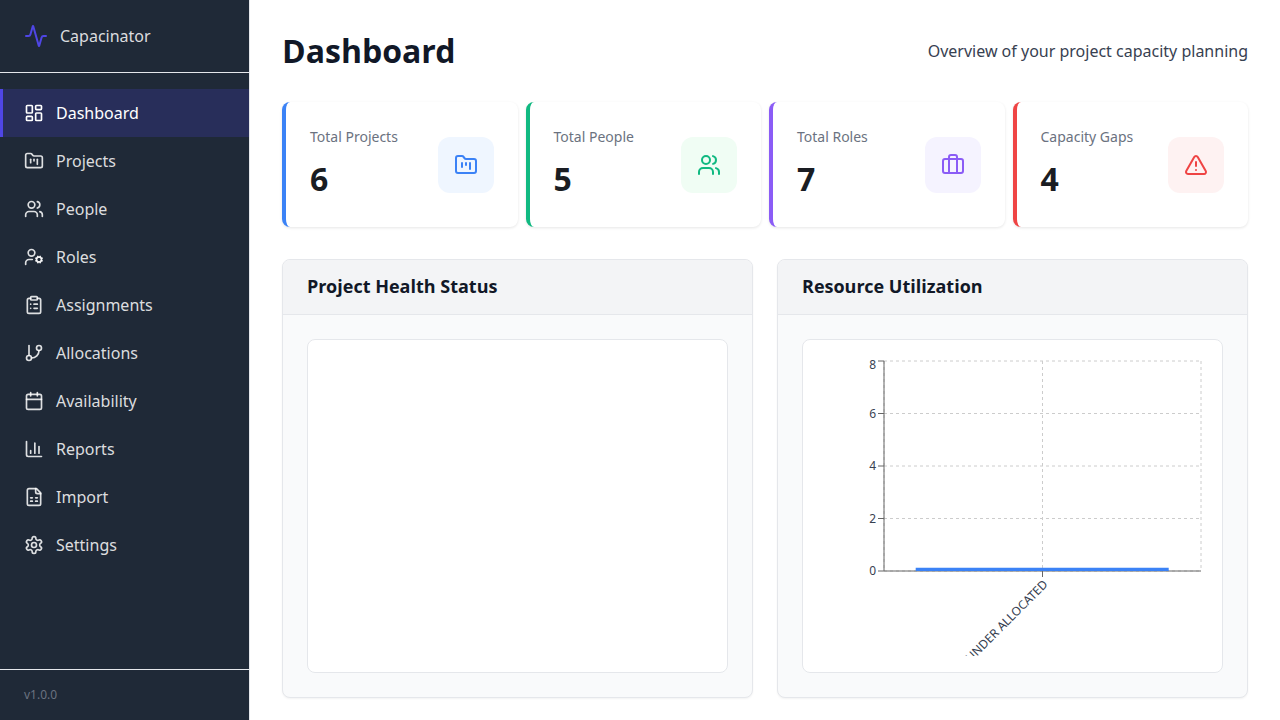 Capacinator
Dashboard
Projects
People
Roles
Assignments
Allocations
Availability
Reports
Import
Settings
v1.0.0
Dashboard
Overview of your project capacity planning
Total Projects
6
Total People
5
Total Roles
7
Capacity Gaps
4
Project Health Status
Resource Utilization
8
6
4
2
0
ALLOCATED